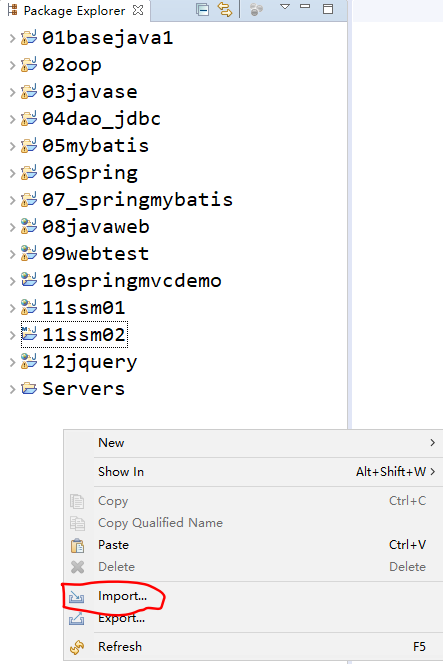 Package Explorer
01basejava1
02oop
03javase
04dao_jdbc
05mybatis
06Spring
07_springmybatis
08javaweb
09webtest
10springmvcdemo
11ssm01
11ssm02
12jquery
Servers
New
Show In Alt+Shift+W
Copy Ctrl+C
Copy Qualified Name
Paste Ctrl+V
Delete Delete
Import...
Export...
Refresh F5